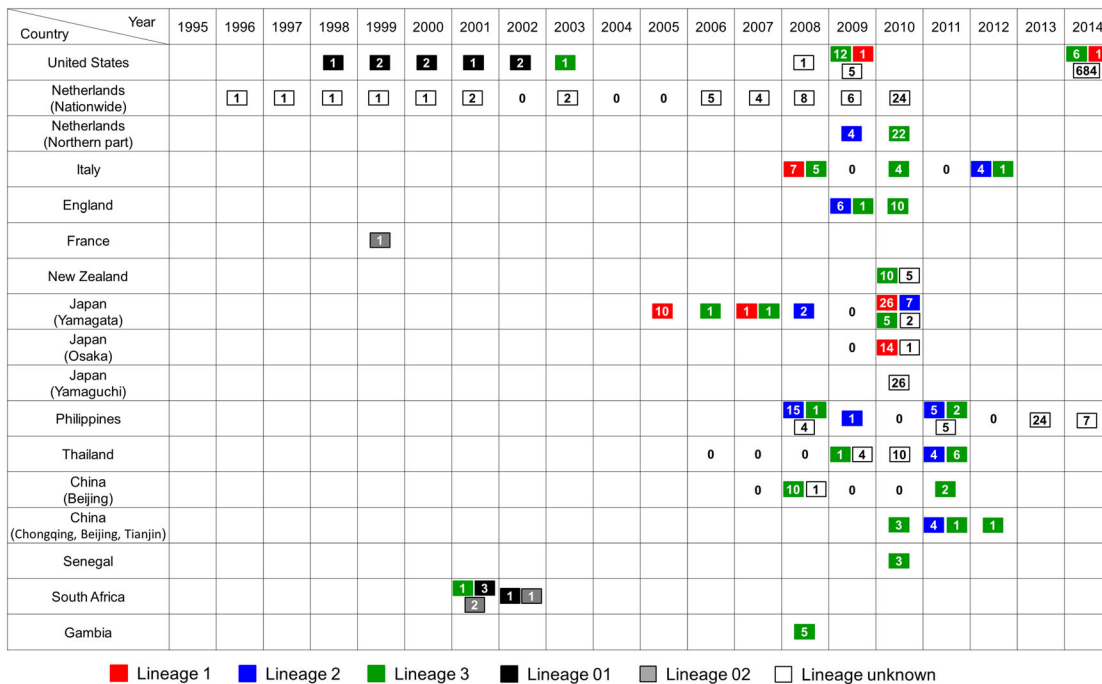 Year
Country
1995 1996 1997 1998 1999 2000 2001 2002 2003 2004 2005 2006 2007 2008 2009 2010 2011 2012 2013 2014
United States 1 2 2 1 2 1 1 12 1 6 1
5 684
Netherlands
(Nationwide) 1 1 1 1 1 2 0 2 0 0 5 4 8 6 24
Netherlands
(Northern part) 4 22
Italy 7 5 0 4 0 4 1
England 6 1 10
France 1
New Zealand 10 5
Japan
(Yamagata) 10 1 1 1 2 0 26 7
5 2
Japan
(Osaka) 0 14 1
Japan
(Yamaguchi) 26
Philippines 15 1 1 0 5 2 0 24 7
4 5
Thailand 0 0 0 1 4 10 4 6
China
(Beijing) 0 10 1 0 0 2
China
(Chongqing, Beijing, Tianjin) 3 4 1 1
Senegal 3
South Africa 1 3 1 1
2
Gambia 5
Lineage 1 Lineage 2 Lineage 3 Lineage 01 Lineage 02 Lineage unknown